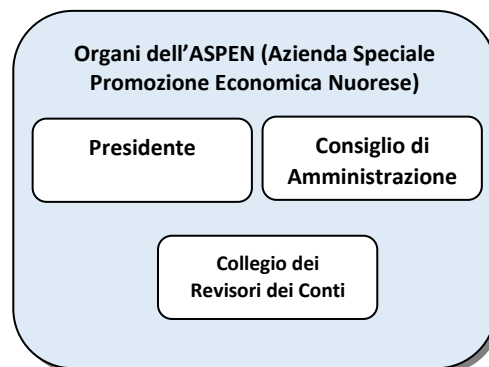 Organi dell’ASPEN (Azienda Speciale
Promozione Economica Nuorese)
Presidente
Consiglio di
Amministrazione
Collegio dei
Revisori dei Conti